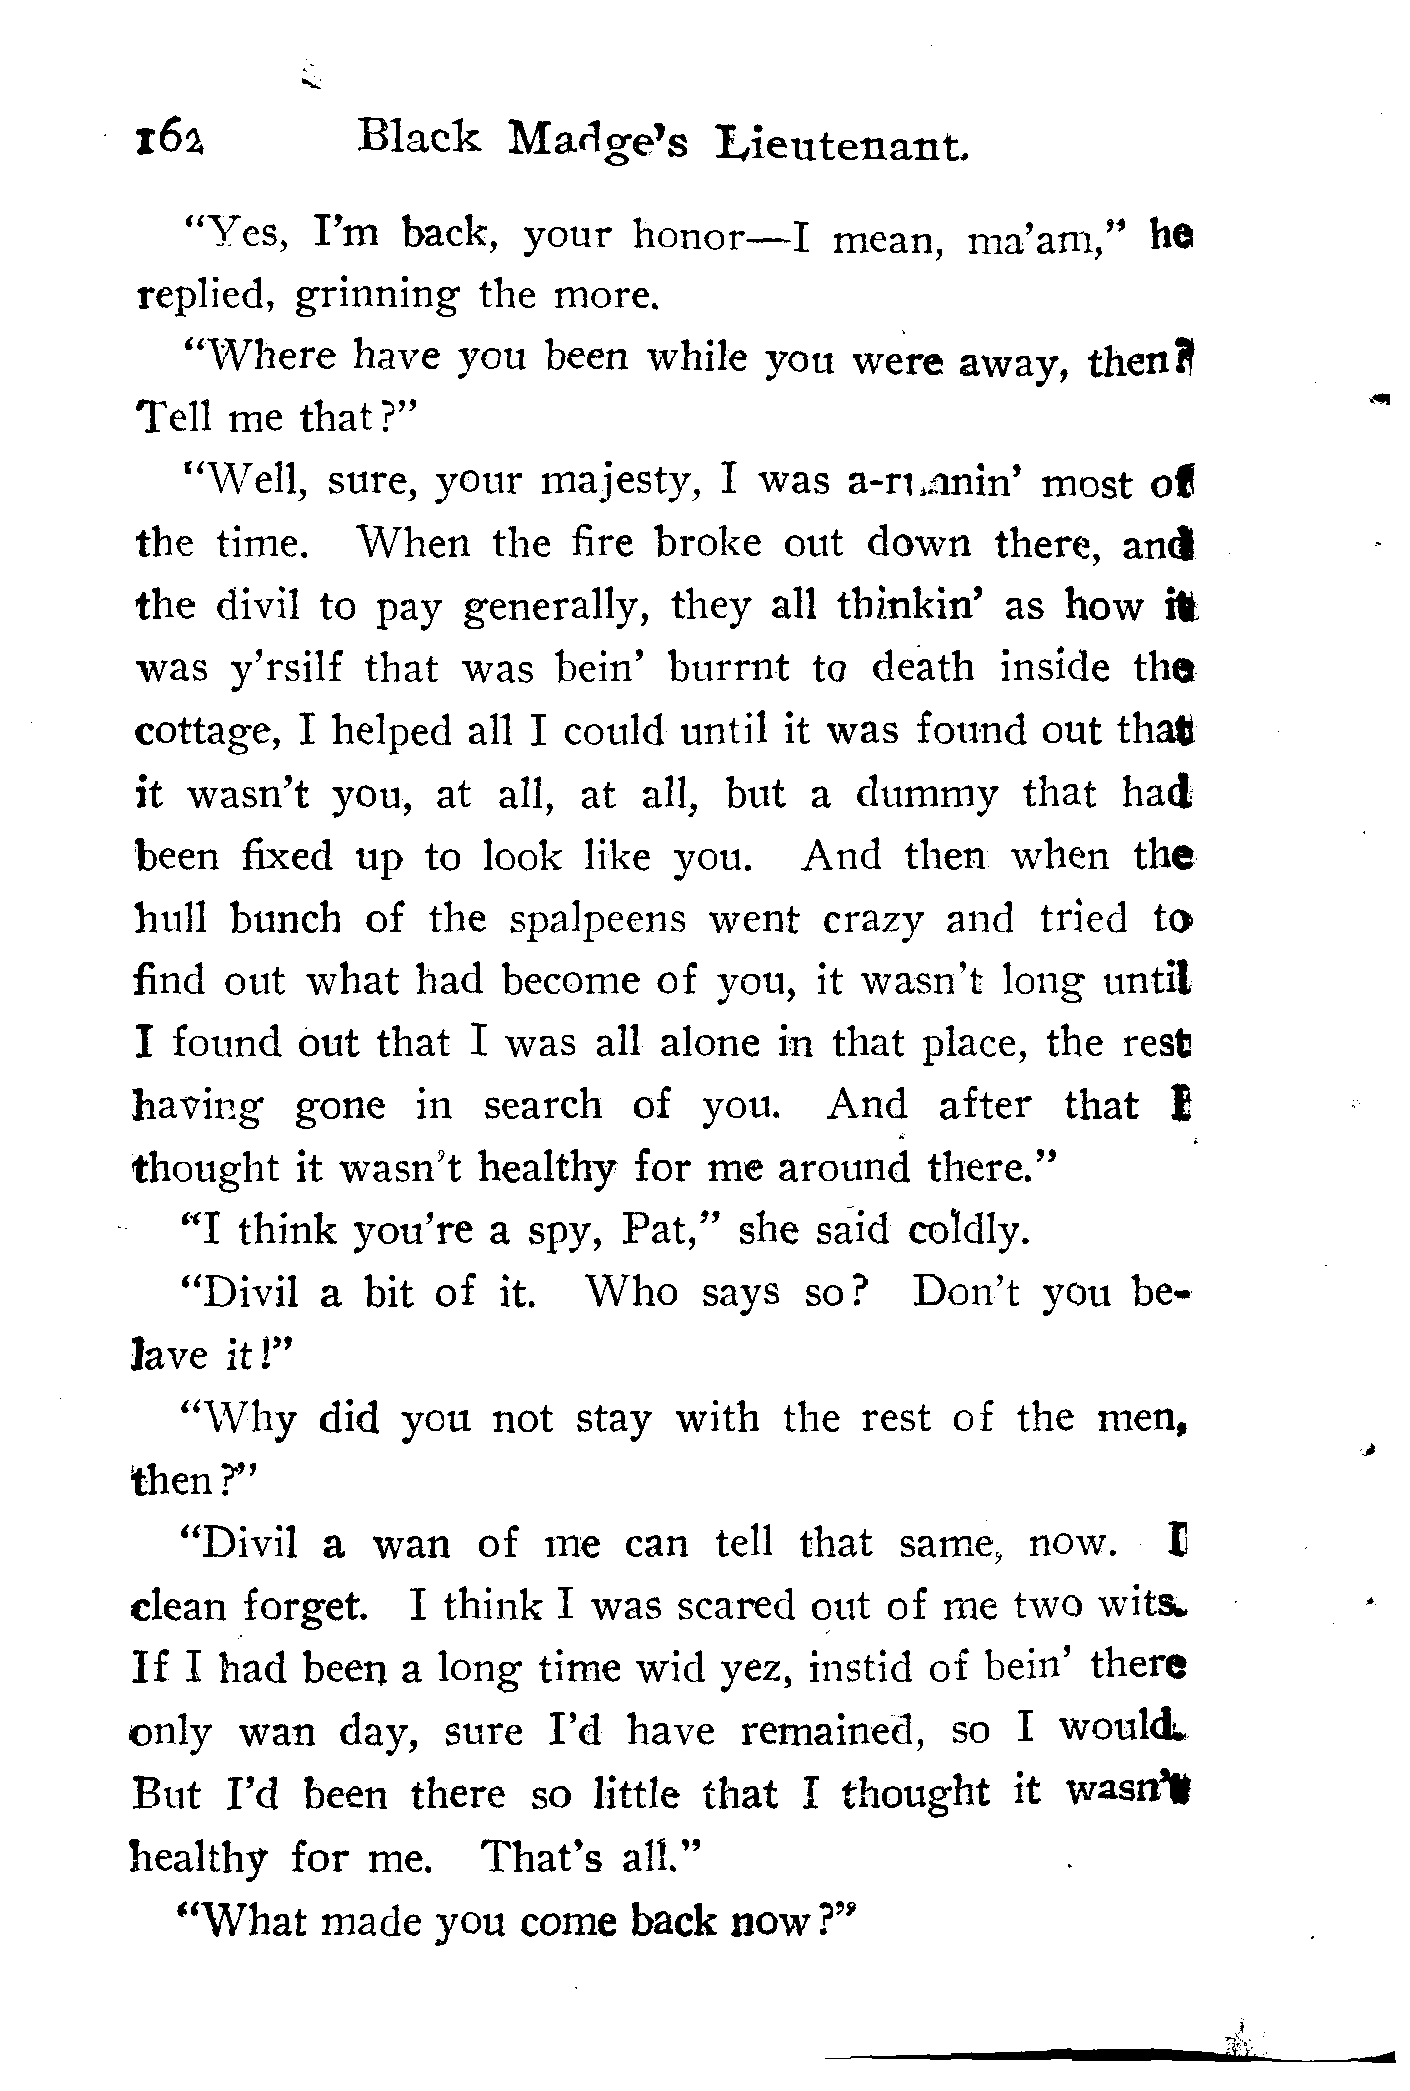 162 Black Madge's Lieutenant.
"Yes, I'm back, your honor—I mean, ma'am," he
replied, grinning the more.
"Where have you been while you were away, then?
Tell me that?"
"Well, sure, your majesty, I was a-runnin' most of
the time. When the fire broke out down there, and
the divil to pay generally, they all thinkin' as how it
was y'rsilf that was bein' burrnt to death inside the
cottage, I helped all I could until it was found out that
it wasn't you, at all, at all, but a dummy that had
been fixed up to look like you. And then when the
hull bunch of the spalpeens went crazy and tried to
find out what had become of you, it wasn't long until
I found out that I was all alone in that place, the rest
having gone in search of you. And after that I
thought it wasn't healthy for me around there."
"I think you're a spy, Pat," she said coldly.
"Divil a bit of it. Who says so? Don't you be-
lave it!"
"Why did you not stay with the rest of the men,
then?"
"Divil a wan of me can tell that same, now. I
clean forget. I think I was scared out of me two wits.
If I had been a long time wid yez, instid of bein' there
only wan day, sure I'd have remained, so I would.
But I'd been there so little that I thought it wasn't
healthy for me. That's all."
"What made you come back now?"